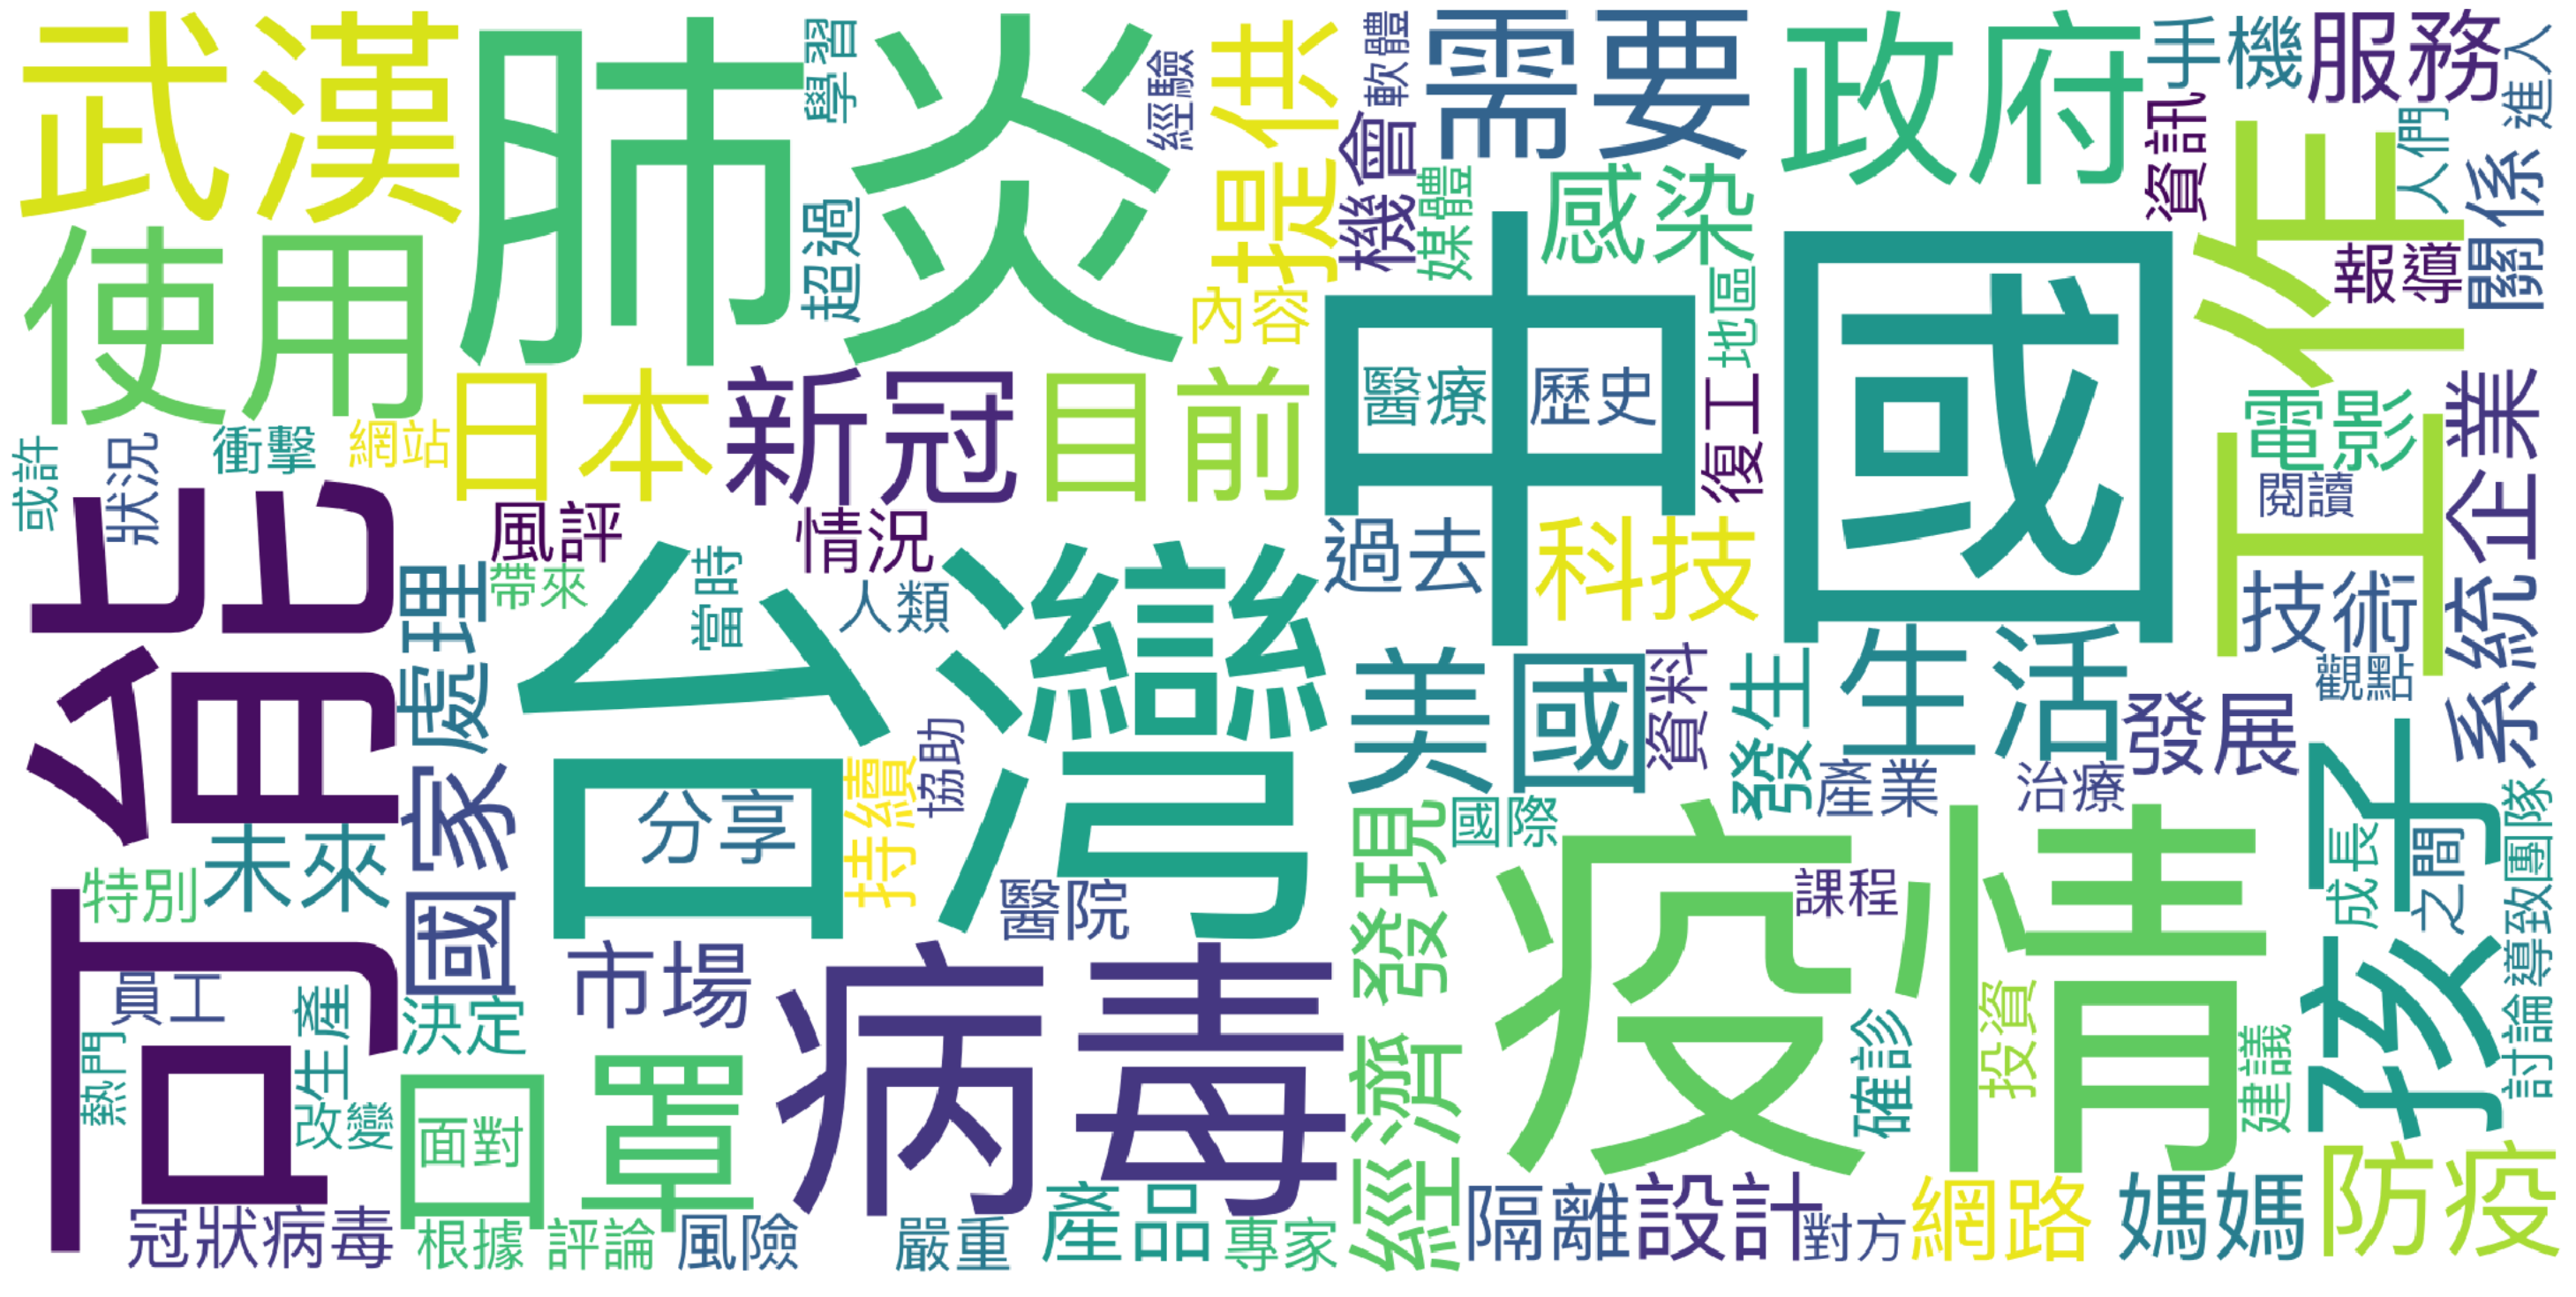 武漢
肺炎
學習
經驗
提供
軟體
需要
政府
手機
服務
進入
機會
媒體
感染
資訊
人們
工作
報導
關係
使用
超過
內容
中國
地區
日本
新冠
目前
醫療
歷史
復工
電影
企業
閱讀
或許
狀況
衝擊
網站
可能
風評
情況
帶來
當時
人類
台灣
過去
科技
技術
系統
處理
國家
美國
資料
發生
生活
觀點
發展
孩子
未來
特別
分享
持續
協助
醫院
國際
產業
治療
發現
疫情
課程
成長
之間
團隊
導致
討論
員工
生產
決定
市場
病毒
經濟
確診
投資
建議
熱門
改變
口罩
面對
冠狀病毒
根據
評論
風險
嚴重
產品
專家
隔離
設計
對方
網路
媽媽
防疫